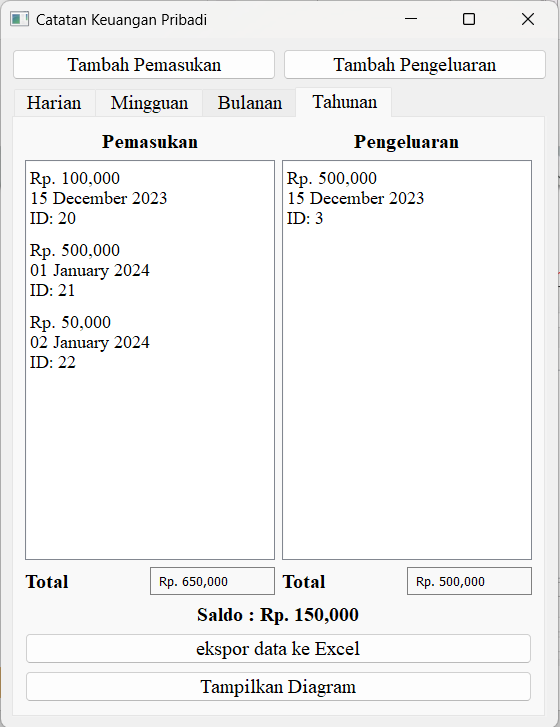 Catatan Keuangan Pribadi
Tambah Pemasukan
Tambah Pengeluaran
Harian
Mingguan
Bulanan
Tahunan
Pemasukan
Rp. 100,000
15 December 2023
ID: 20
Rp. 500,000
01 January 2024
ID: 21
Rp. 50,000
02 January 2024
ID: 22
Total
Rp. 650,000
Pengeluaran
Rp. 500,000
15 December 2023
ID: 3
Total
Rp. 500,000
Saldo : Rp. 150,000
ekspor data ke Excel
Tampilkan Diagram